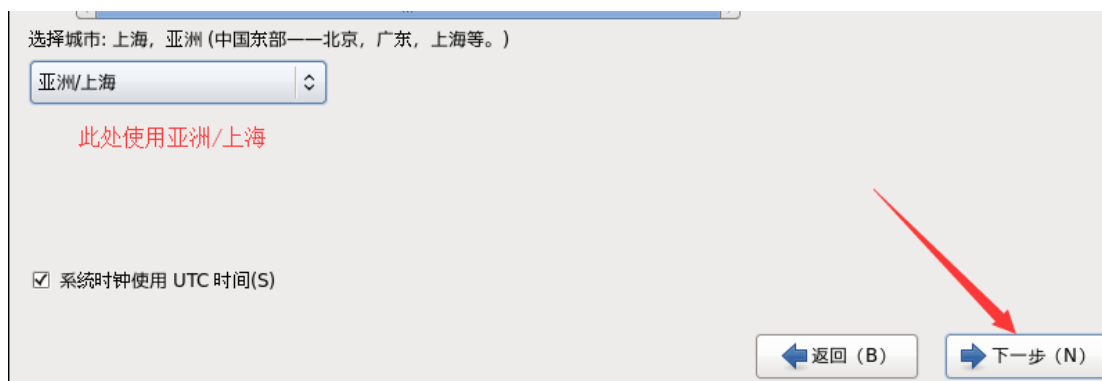 选择城市: 上海, 亚洲 (中国东部——北京, 广东, 上海等。)
亚洲/上海
此处使用亚洲/上海
系统时钟使用 UTC 时间(S)
返回 (B)
下一步 (N)